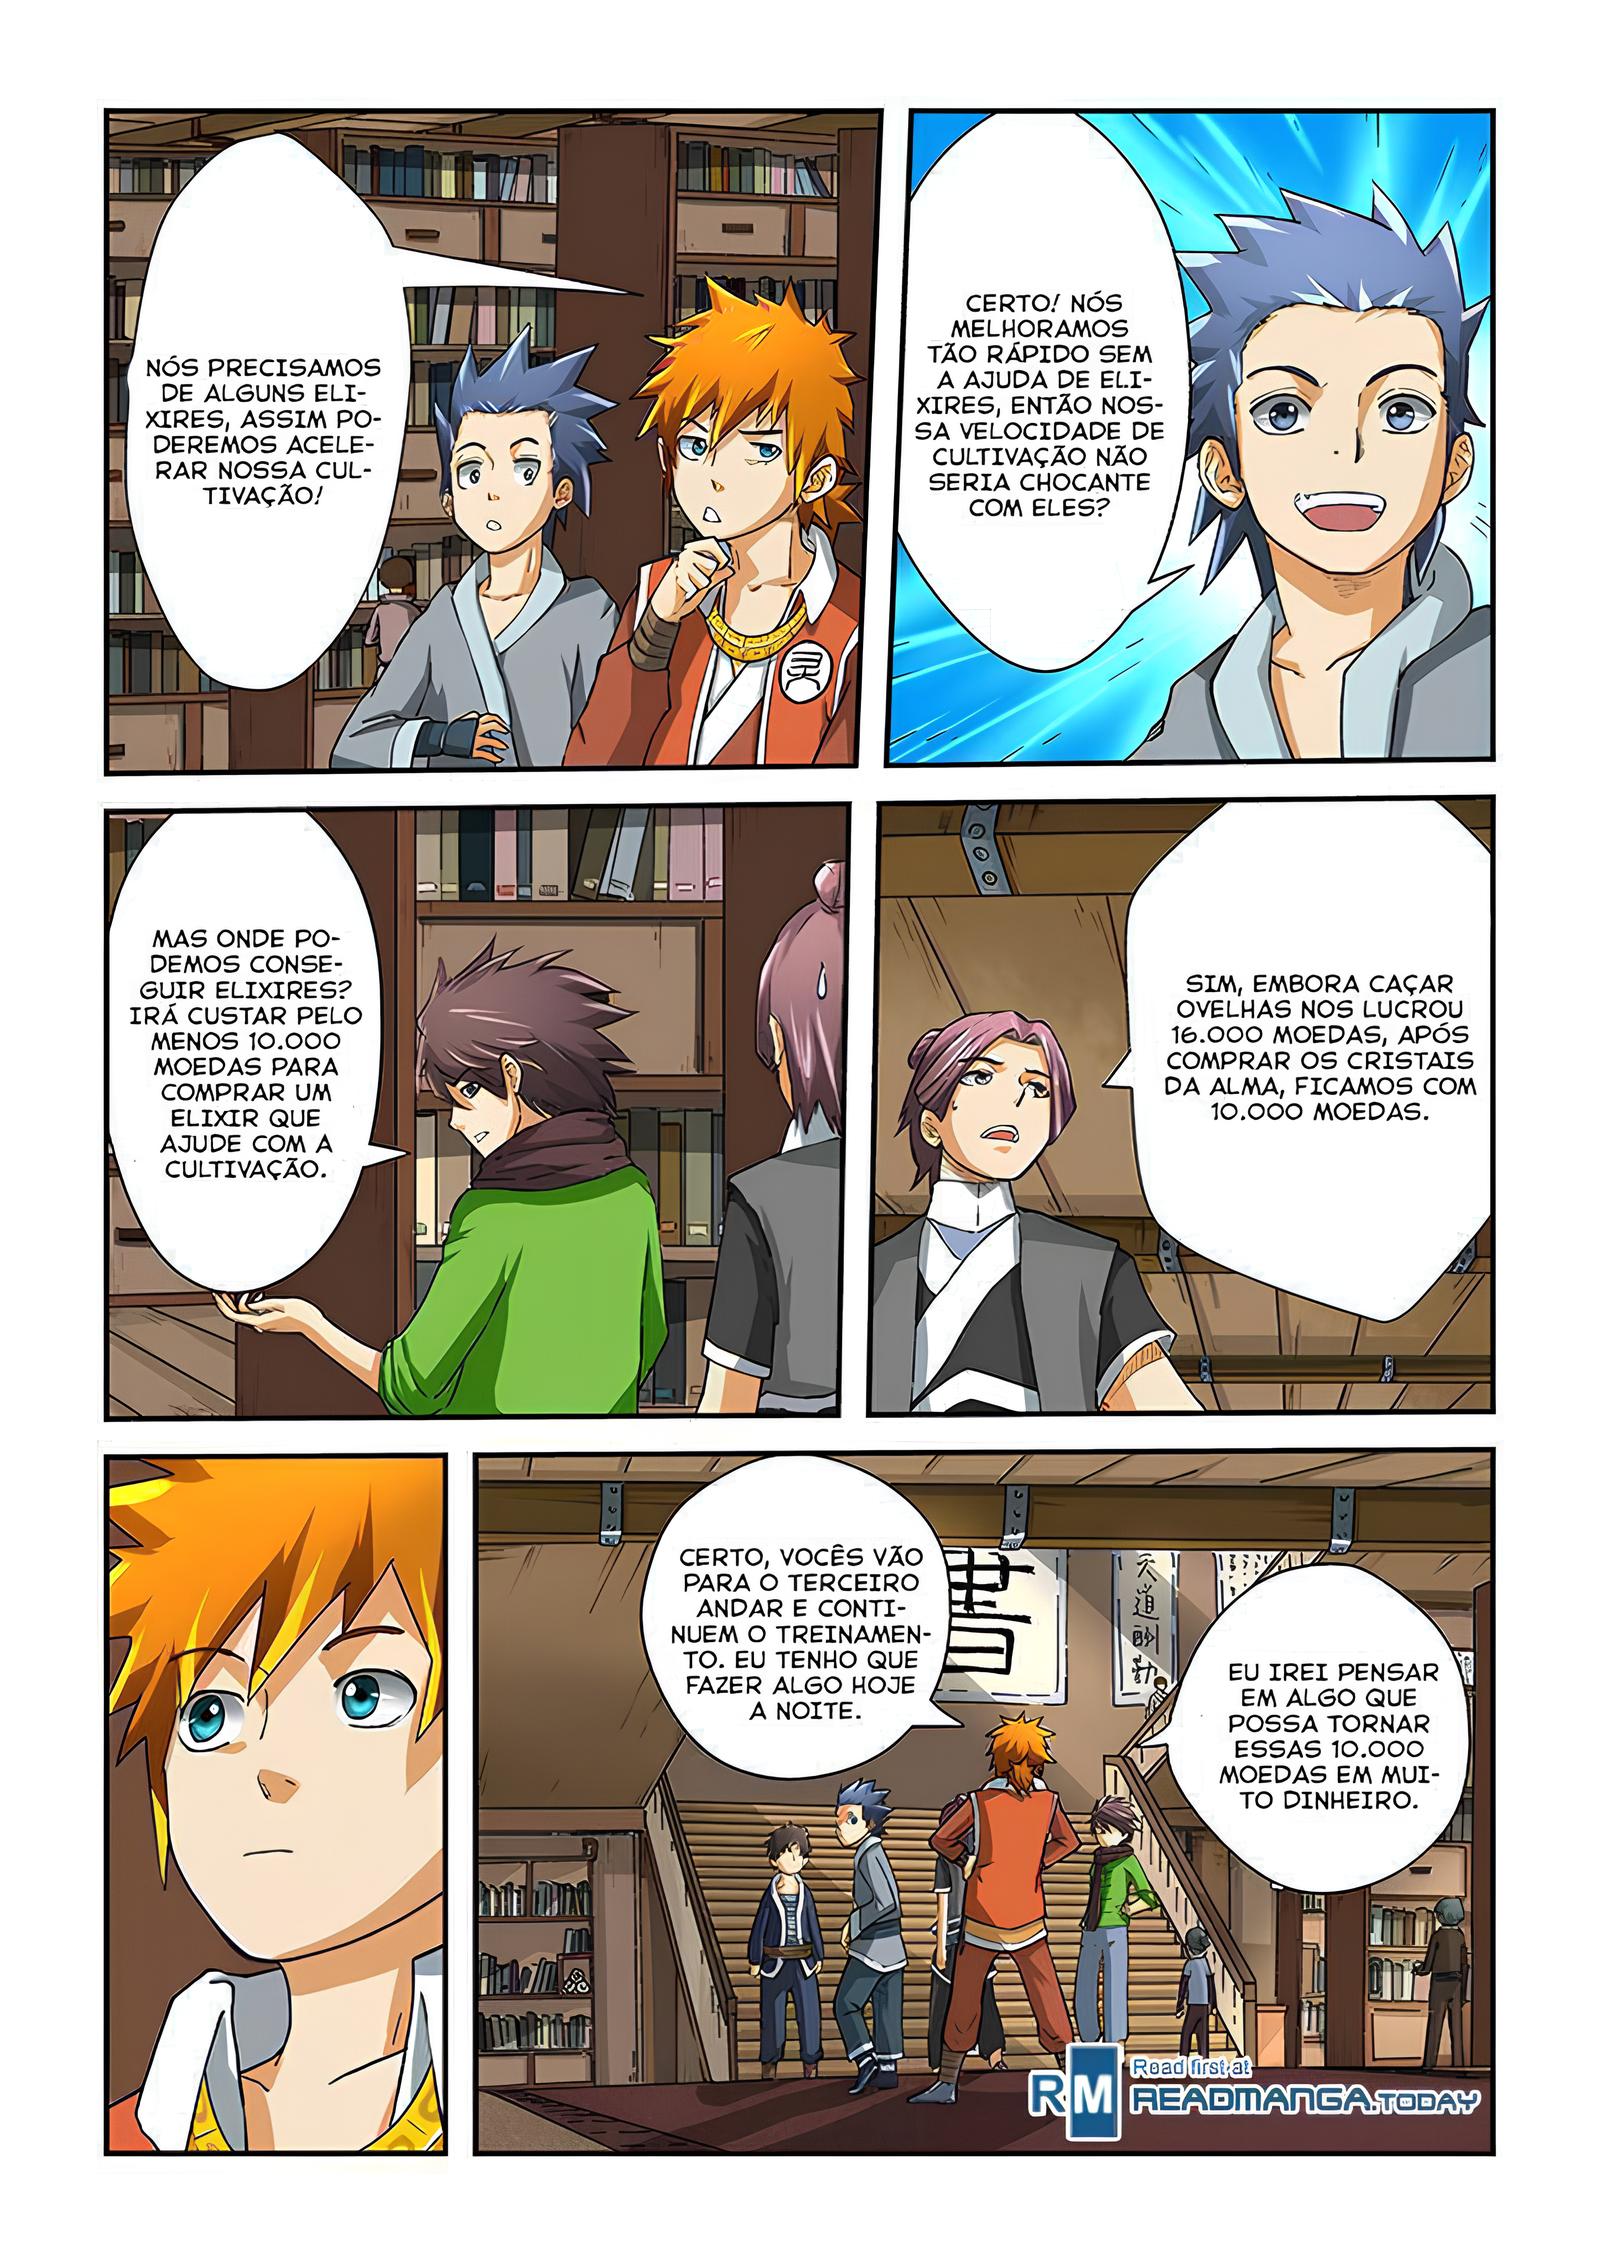 NÓS PRECISAMOS
DE ALGUNS ELI-
XIRES, ASSIM PO-
DEREMOS ACELE-
RAR NOSSA CUL-
TIVAÇÃO!
灵
CERTO! NÓS
MELHORAMOS
TÃO RÁPIDO SEM
A AJUDA DE ELI-
XIRES, ENTÃO NOS-
SA VELOCIDADE DE
CULTIVAÇÃO NÃO
SERIA CHOCANTE
COM ELES?
MAS ONDE PO-
DEMOS CONSE-
GUIR ELIXIRES?
IRÁ CUSTAR PELO
MENOS 10.000
MOEDAS PARA
COMPRAR UM
ELIXIR QUE
AJUDE COM A
CULTIVAÇÃO.
SIM, EMBORA CAÇAR
OVELHAS NOS LUCROU
16.000 MOEDAS, APÓS
COMPRAR OS CRISTAIS
DA ALMA, FICAMOS COM
10.000 MOEDAS.
CERTO, VOCÊS VÃO
PARA O TERCEIRO
ANDAR E CONTI-
NUEM O TREINAMEN-
TO. EU TENHO QUE
FAZER ALGO HOJE
A NOITE.
書
天道酬勤
EU IREI PENSAR
EM ALGO QUE
POSSA TORNAR
ESSAS 10.000
MOEDAS EM MUI-
TO DINHEIRO.
RM
Read first at
READMANGA.TODAY